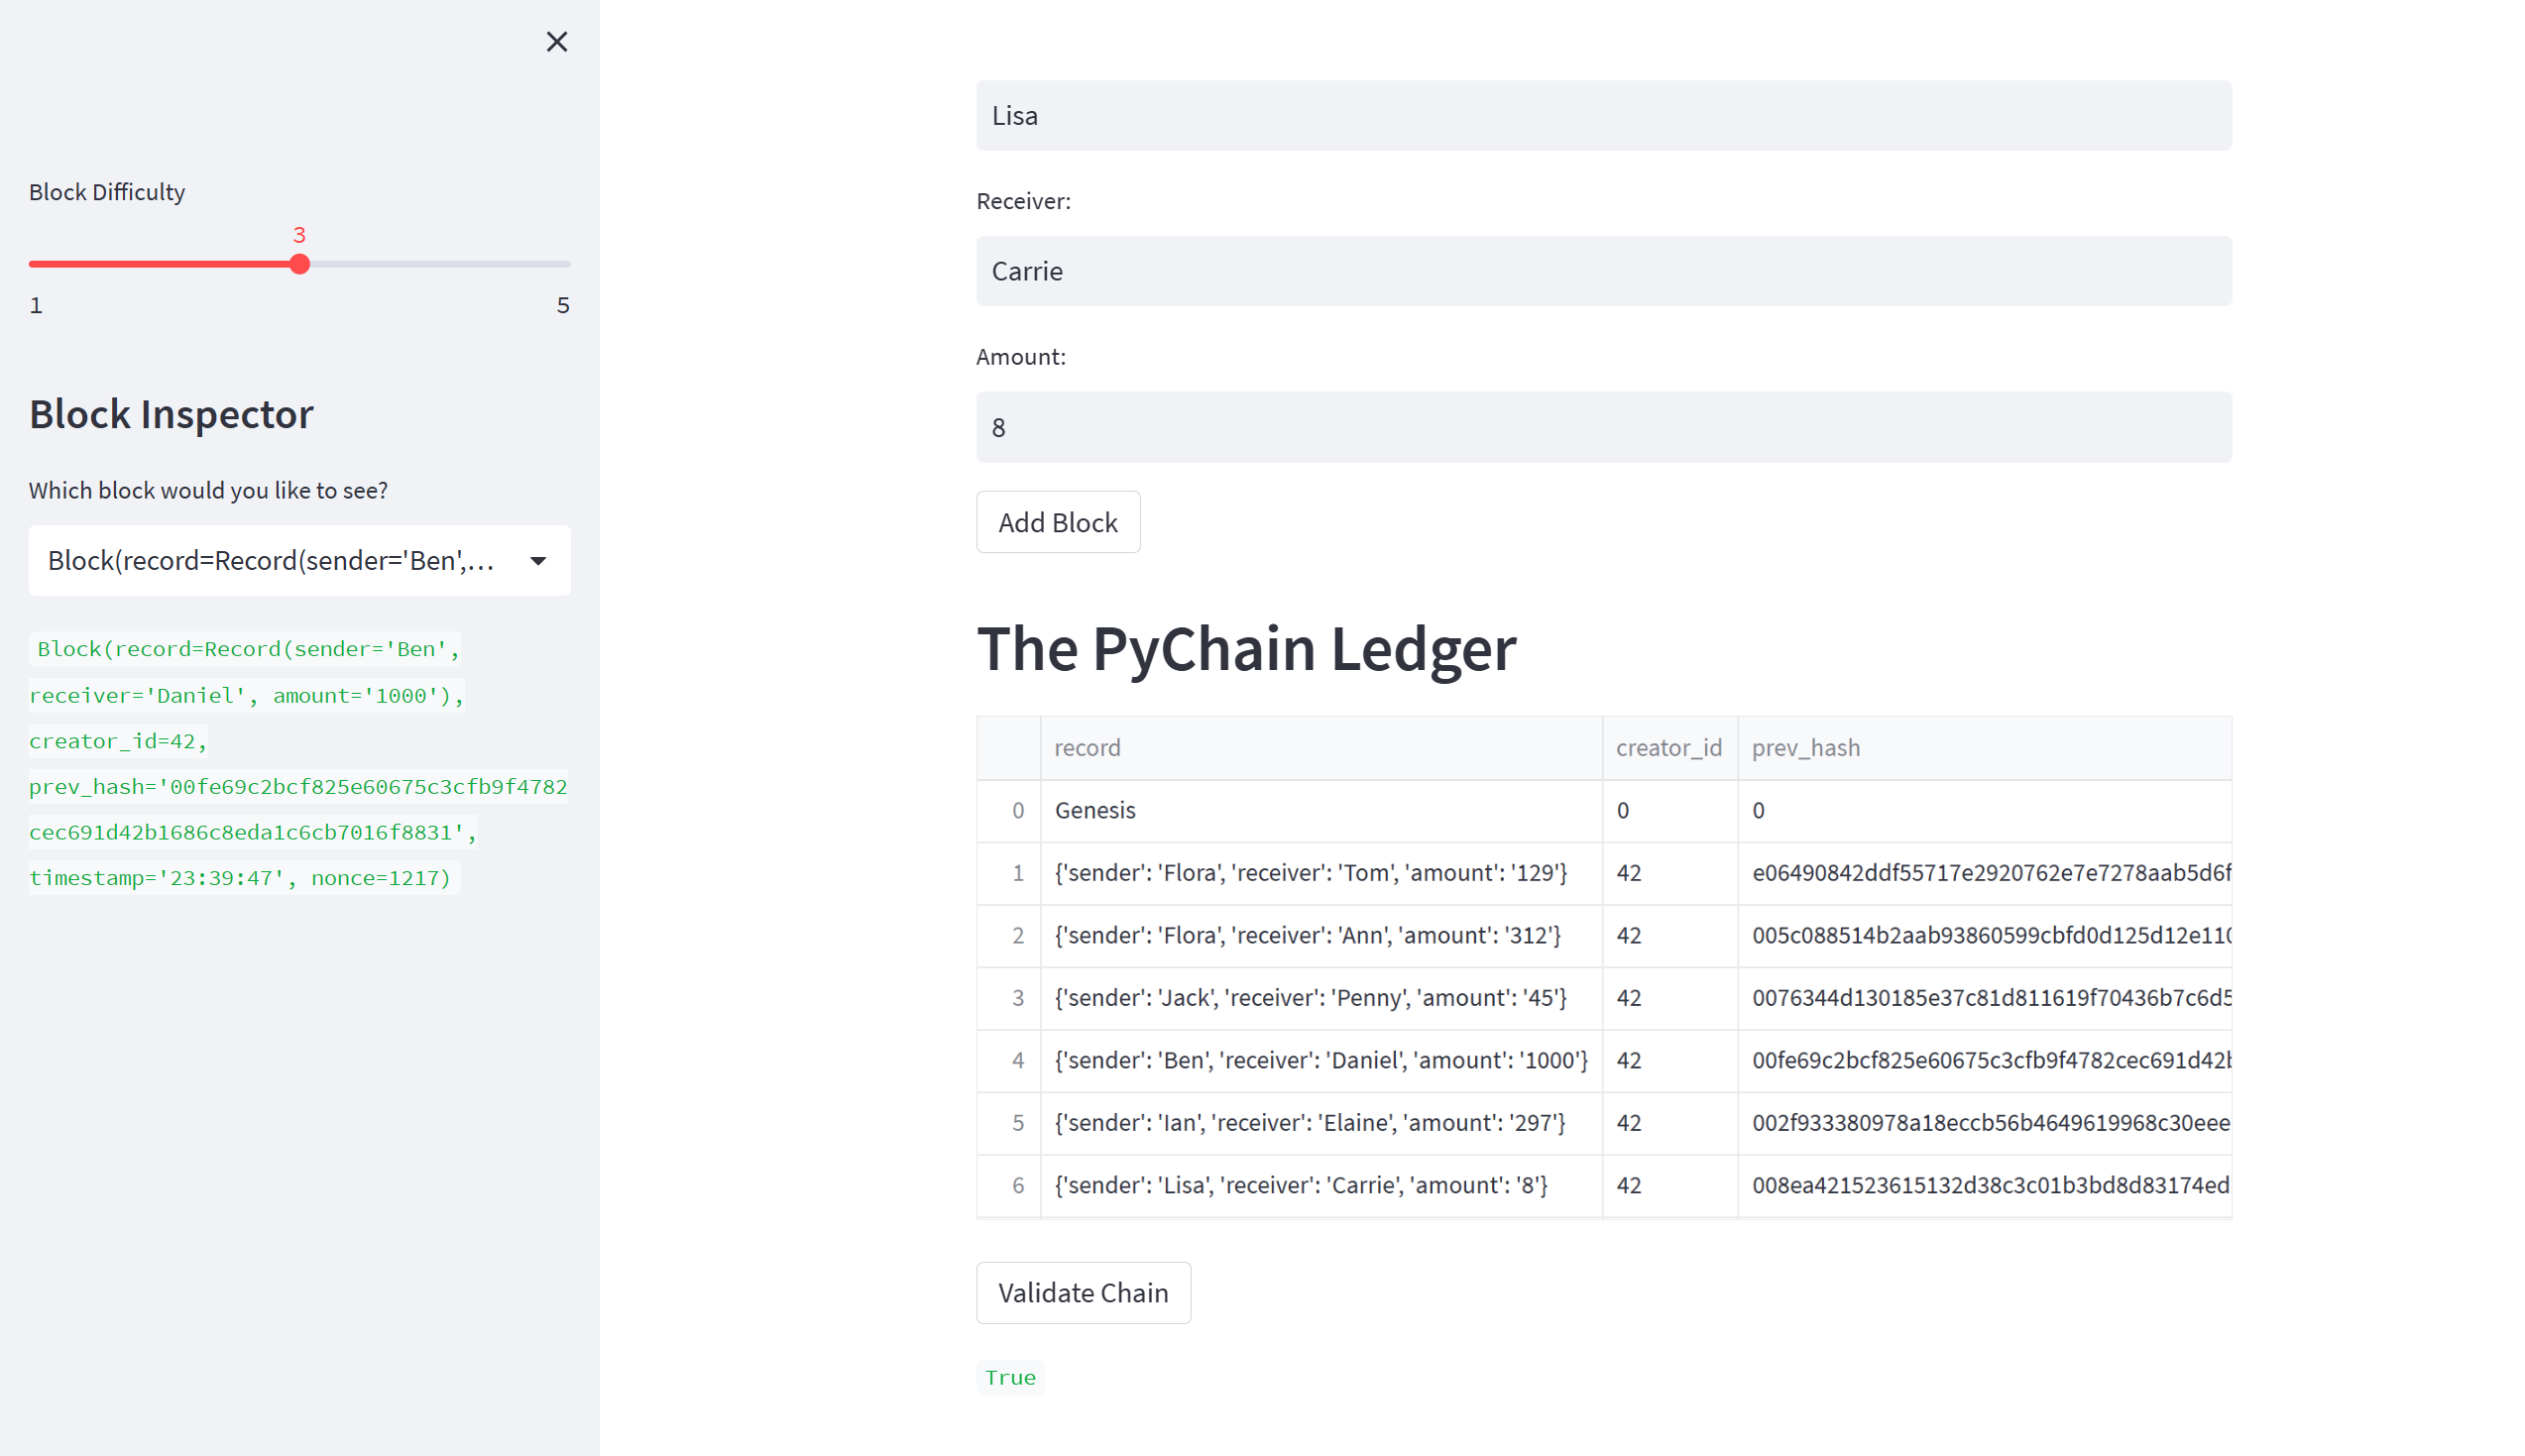 Block Difficulty
3
1
5
Block Inspector
Which block would you like to see?
Block(record=Record(sender='Ben',...
Block(record=Record(sender='Ben',
receiver='Daniel', amount='1000'),
creator_id=42,
prev_hash='00fe69c2bcf825e60675c3cfb9f4782
cec691d42b1686c8eda1c6cb7016f8831',
timestamp='23:39:47', nonce=1217)
Lisa
Receiver:
Carrie
Amount:
8
Add Block
The PyChain Ledger
record creator_id prev_hash
0 Genesis 0 0
1 {'sender': 'Flora', 'receiver': 'Tom', 'amount': '129'} 42 e06490842ddf55717e2920762e7e7278aab5d6f
2 {'sender': 'Flora', 'receiver': 'Ann', 'amount': '312'} 42 005c088514b2aab93860599cbfd0d125d12e110
3 {'sender': 'Jack', 'receiver': 'Penny', 'amount': '45'} 42 0076344d130185e37c81d811619f70436b7c6d5
4 {'sender': 'Ben', 'receiver': 'Daniel', 'amount': '1000'} 42 00fe69c2bcf825e60675c3cfb9f4782cec691d42b
5 {'sender': 'Ian', 'receiver': 'Elaine', 'amount': '297'} 42 002f933380978a18eccb56b4649619968c30eee
6 {'sender': 'Lisa', 'receiver': 'Carrie', 'amount': '8'} 42 008ea421523615132d38c3c01b3bd8d83174ed
Validate Chain
True